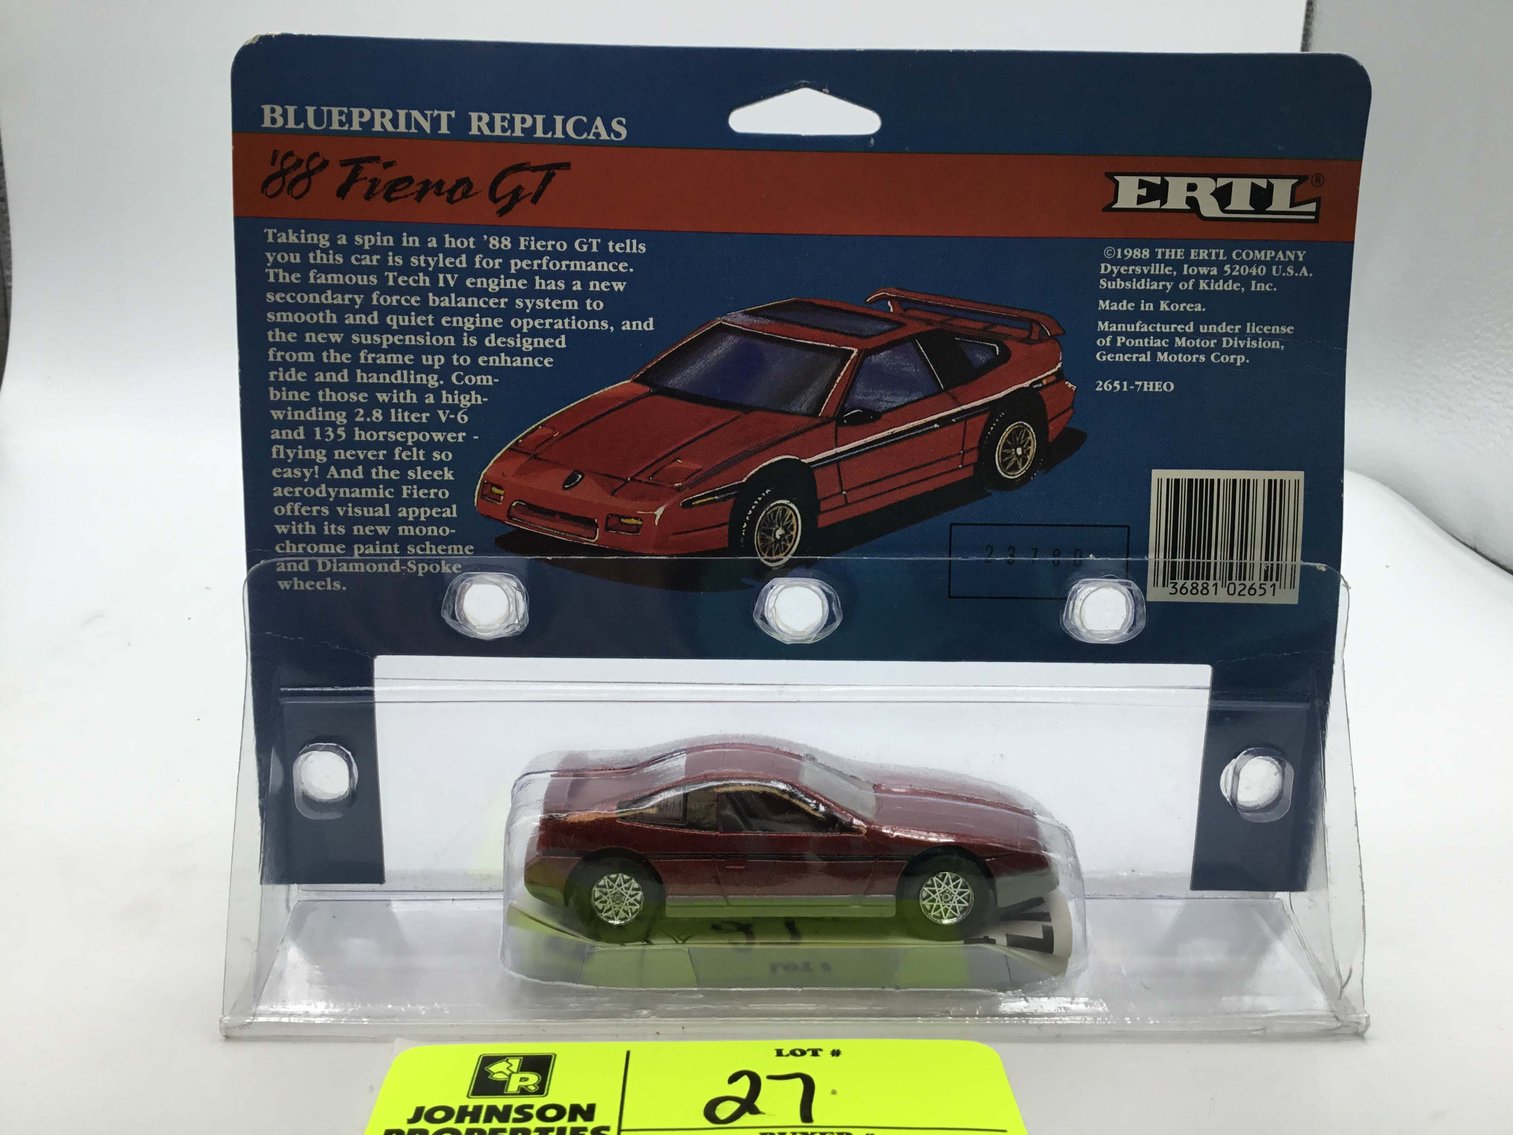 BLUEPRINT REPLICAS
'88 Fiero GT
Taking a spin in a hot '88 Fiero GT tells
you this car is styled for performance.
The famous Tech IV engine has a new
secondary force balancer system to
smooth and quiet engine operations, and
the new suspension is designed
from the frame up to enhance
ride and handling. Com-
bine those with a high-
winding 2.8 liter V-6
and 135 horsepower -
flying never felt so
easy! And the sleek
aerodynamic Fiero
offers visual appeal
with its new mono-
chrome paint scheme
and Diamond-Spoke
wheels.
ERTL®
©1988 THE ERTL COMPANY
Dyersville, Iowa 52040 U.S.A.
Subsidiary of Kidde, Inc.
Made in Korea.
Manufactured under license
of Pontiac Motor Division,
General Motors Corp.
2651-7HEO
23780
36881 02651
JOHNSON
PROPERTIES
LOT #
27
BUYER #